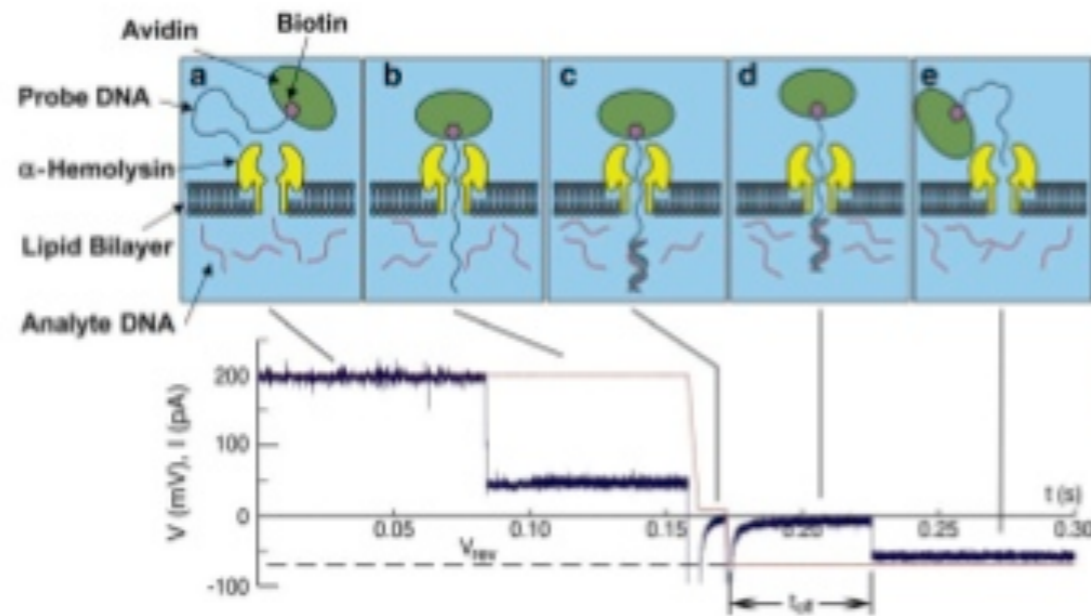 Avidin
Biotin
a
b
c
d
e
Probe DNA
α-Hemolysin
Lipid Bilayer
Analyte DNA
V (mV), I (pA)
200
100
0
-100
0.05
0.10
0.15
0.20
0.25
0.30
t (s)
Vrev